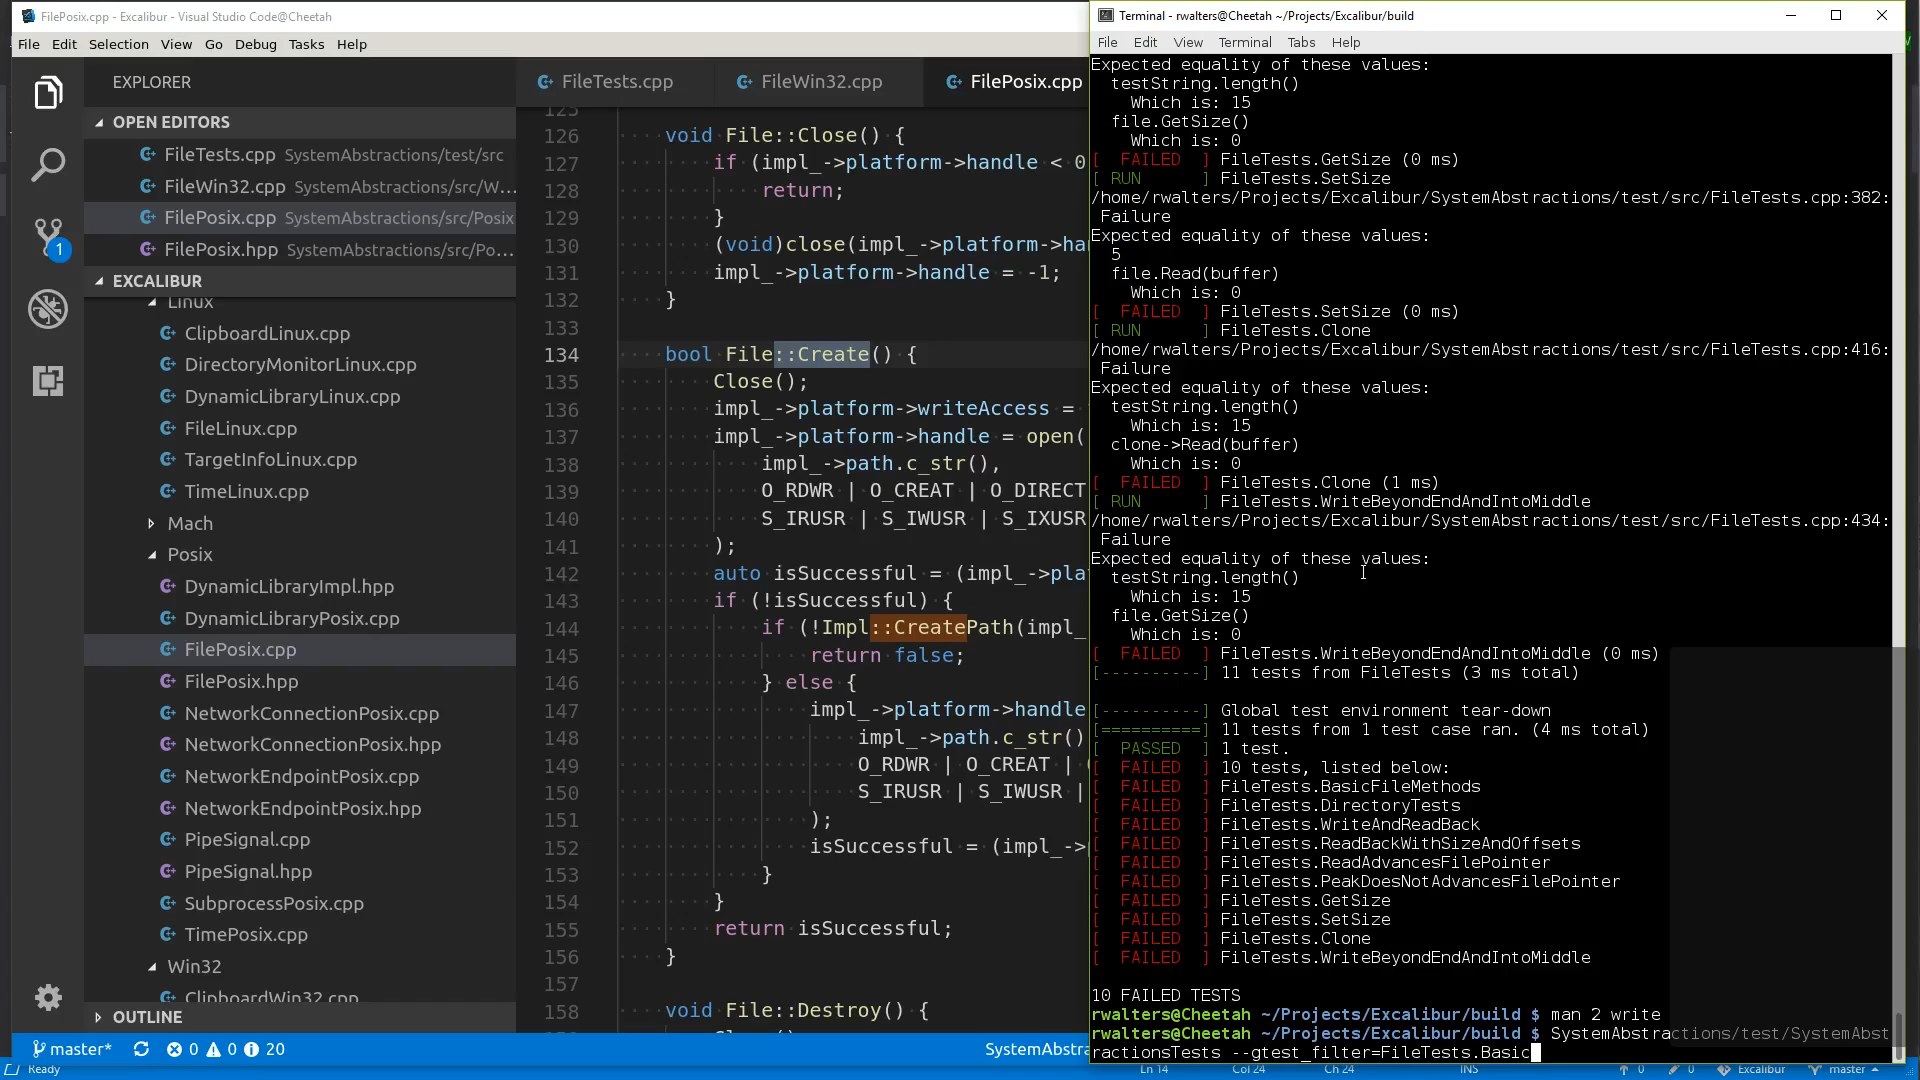 FilePosix.cpp - Excalibur - Visual Studio Code@Cheetah
File Edit Selection View Go Debug Tasks Help
EXPLORER
OPEN EDITORS
FileTests.cpp SystemAbstractions/test/src
FileWin32.cpp SystemAbstractions/src/W...
FilePosix.cpp SystemAbstractions/src/Posix
FilePosix.hpp SystemAbstractions/src/Po...
1
EXCALIBUR
Linux
ClipboardLinux.cpp
DirectoryMonitorLinux.cpp
DynamicLibraryLinux.cpp
FileLinux.cpp
TargetInfoLinux.cpp
TimeLinux.cpp
Mach
Posix
DynamicLibraryImpl.hpp
DynamicLibraryPosix.cpp
FilePosix.cpp
FilePosix.hpp
NetworkConnectionPosix.cpp
NetworkConnectionPosix.hpp
NetworkEndpointPosix.cpp
NetworkEndpointPosix.hpp
PipeSignal.cpp
PipeSignal.hpp
SubprocessPosix.cpp
TimePosix.cpp
Win32
ClipboardWin32.cpp
OUTLINE
FileTests.cpp FileWin32.cpp FilePosix.cpp
125
126 void File::Close() {
127 if (impl_->platform->handle < 0
128 return;
129 }
130 (void)close(impl_->platform->ha
131 impl_->platform->handle = -1;
132 }
133
134 bool File::Create() {
135 Close();
136 impl_->platform->writeAccess =
137 impl_->platform->handle = open(
138 impl_->path.c_str(),
139 O_RDWR | O_CREAT | O_DIRECT
140 S_IRUSR | S_IWUSR | S_IXUSR
141 );
142 auto isSuccessful = (impl_->pla
143 if (!isSuccessful) {
144 if (!Impl::CreatePath(impl_
145 return false;
146 } else {
147 impl_->platform->handle
148 impl_->path.c_str()
149 O_RDWR | O_CREAT |
150 S_IRUSR | S_IWUSR |
151 );
152 isSuccessful = (impl_->
153 }
154 }
155 return isSuccessful;
156 }
157
158 void File::Destroy() {
master* 0 0 20 SystemAbstra
Ready Ln 14 Col 24 Ch 24 INS 0 0 Excalibur master
Terminal - rwalters@Cheetah ~/Projects/Excalibur/build
File Edit View Terminal Tabs Help
Expected equality of these values:
testString.length()
Which is: 15
file.GetSize()
Which is: 0
[ FAILED ] FileTests.GetSize (0 ms)
[ RUN ] FileTests.SetSize
/home/rwalters/Projects/Excalibur/SystemAbstractions/test/src/FileTests.cpp:382:
Failure
Expected equality of these values:
5
file.Read(buffer)
Which is: 0
[ FAILED ] FileTests.SetSize (0 ms)
[ RUN ] FileTests.Clone
/home/rwalters/Projects/Excalibur/SystemAbstractions/test/src/FileTests.cpp:416:
Failure
Expected equality of these values:
testString.length()
Which is: 15
clone->Read(buffer)
Which is: 0
[ FAILED ] FileTests.Clone (1 ms)
[ RUN ] FileTests.WriteBeyondEndAndIntoMiddle
/home/rwalters/Projects/Excalibur/SystemAbstractions/test/src/FileTests.cpp:434:
Failure
Expected equality of these values:
testString.length()
Which is: 15
file.GetSize()
Which is: 0
[ FAILED ] FileTests.WriteBeyondEndAndIntoMiddle (0 ms)
[----------] 11 tests from FileTests (3 ms total)
[----------] Global test environment tear-down
[==========] 11 tests from 1 test case ran. (4 ms total)
[ PASSED ] 1 test.
[ FAILED ] 10 tests, listed below:
[ FAILED ] FileTests.BasicFileMethods
[ FAILED ] FileTests.DirectoryTests
[ FAILED ] FileTests.WriteAndReadBack
[ FAILED ] FileTests.ReadBackWithSizeAndOffsets
[ FAILED ] FileTests.ReadAdvancesFilePointer
[ FAILED ] FileTests.PeakDoesNotAdvancesFilePointer
[ FAILED ] FileTests.GetSize
[ FAILED ] FileTests.SetSize
[ FAILED ] FileTests.Clone
[ FAILED ] FileTests.WriteBeyondEndAndIntoMiddle
10 FAILED TESTS
rwalters@Cheetah ~/Projects/Excalibur/build $ man 2 write
rwalters@Cheetah ~/Projects/Excalibur/build $ SystemAbstractions/test/SystemAbst
ractionsTests --gtest_filter=FileTests.Basic